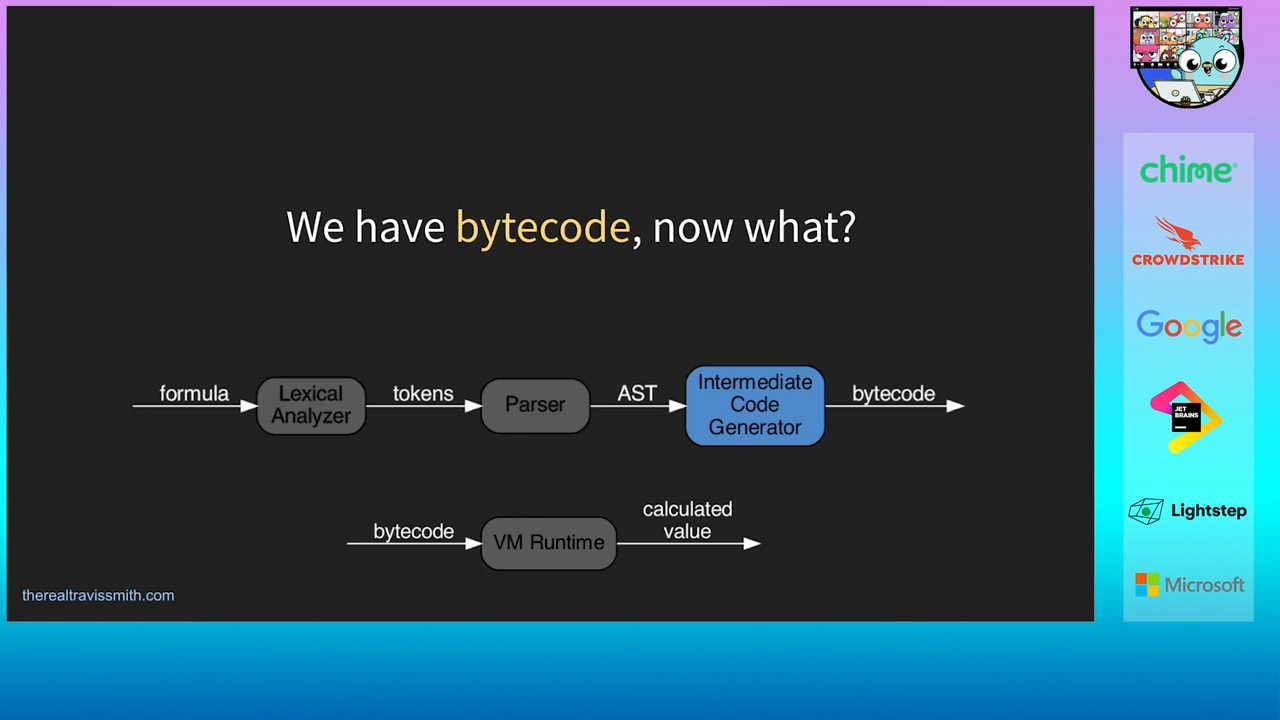 We have bytecode, now what?
formula
Lexical
Analyzer
tokens
Parser
AST
Intermediate
Code
Generator
bytecode
bytecode
VM Runtime
calculated
value
therealtravissmith.com
chime
CROWDSTRIKE
Google
JET
BRAINS
Lightstep
Microsoft